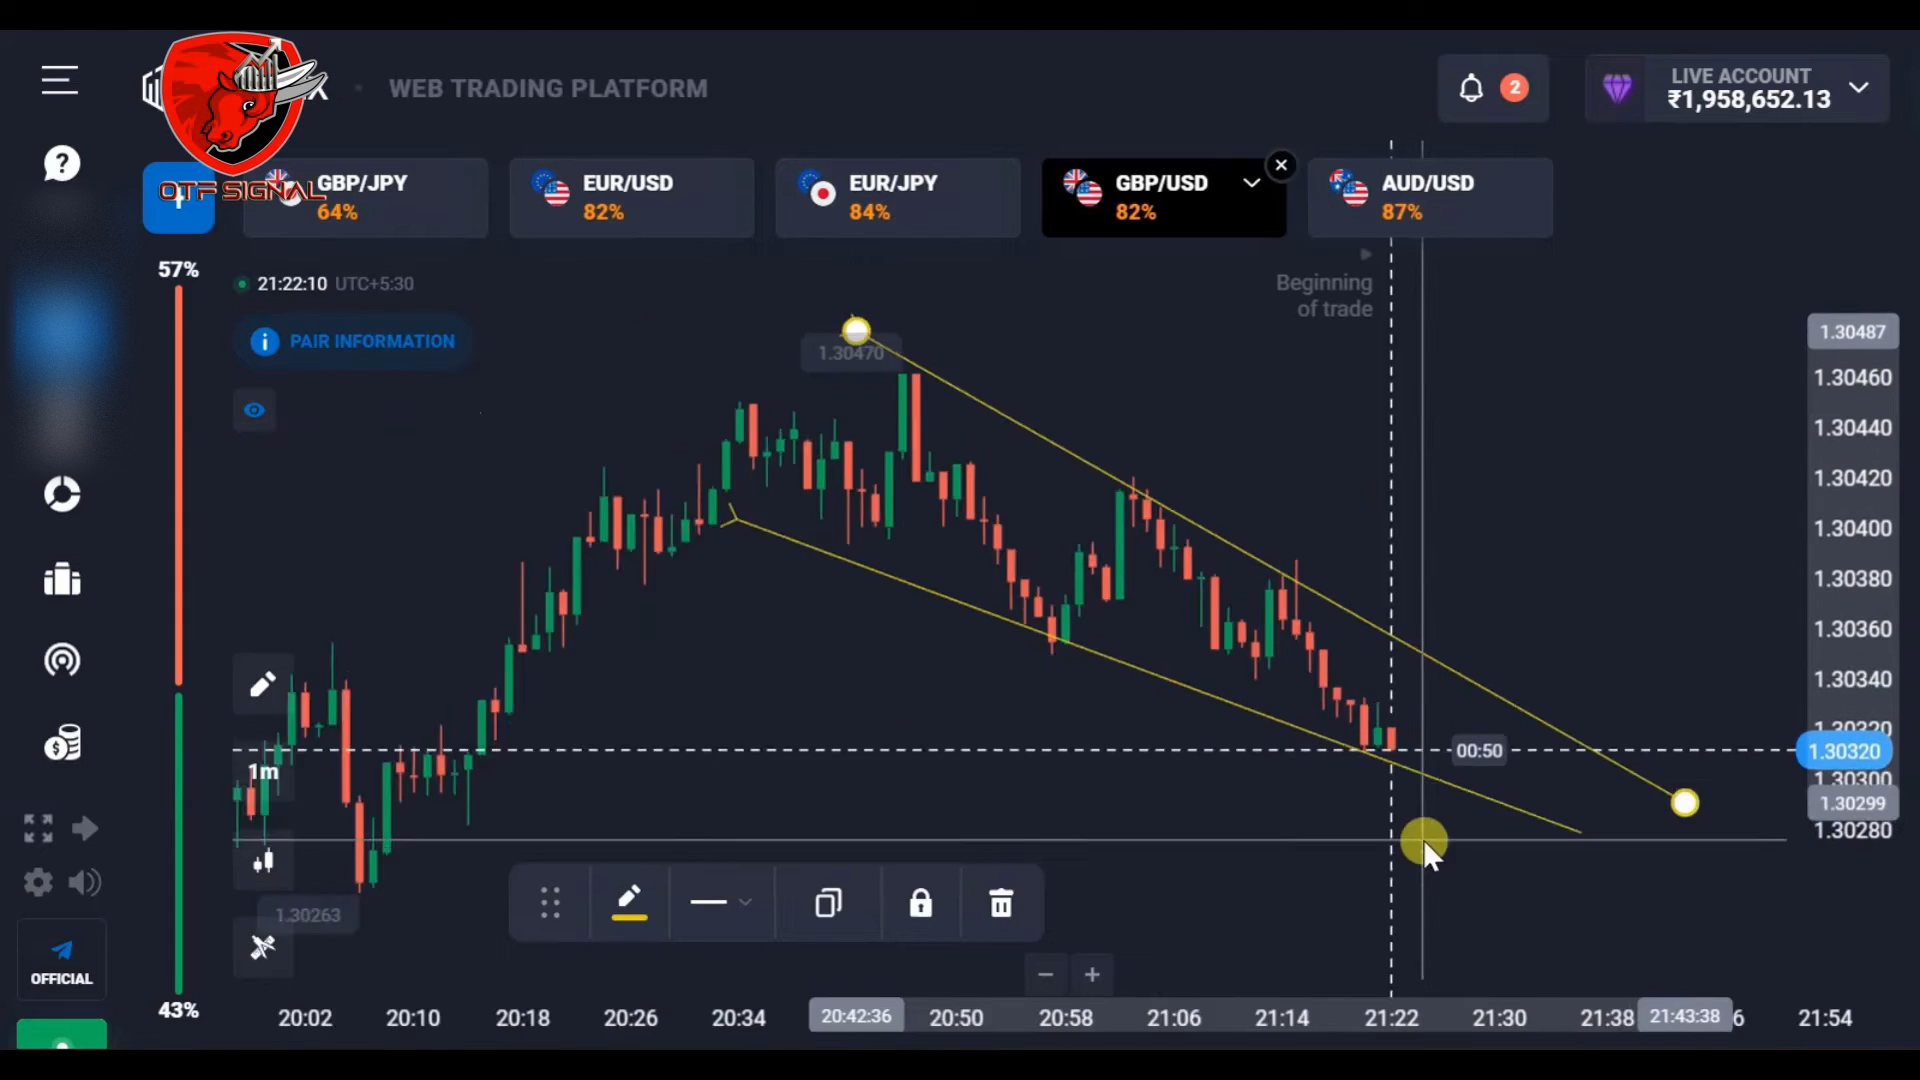 WEB TRADING PLATFORM
2
LIVE ACCOUNT
₹1,958,652.13
OTF SIGNAL
GBP/JPY
64%
EUR/USD
82%
EUR/JPY
84%
GBP/USD
82%
AUD/USD
87%
57%
21:22:10 UTC+5:30
Beginning
of trade
PAIR INFORMATION
1.30470
1.30487
1.30460
1.30440
1.30420
1.30400
1.30380
1.30360
1.30340
1.30320
00:50
1.30320
1.30300
1.30299
1.30280
1m
1.30263
OFFICIAL
43%
20:02
20:10
20:18
20:26
20:34
20:42:36
20:50
20:58
21:06
21:14
21:22
21:30
21:38
21:43:38
6
21:54